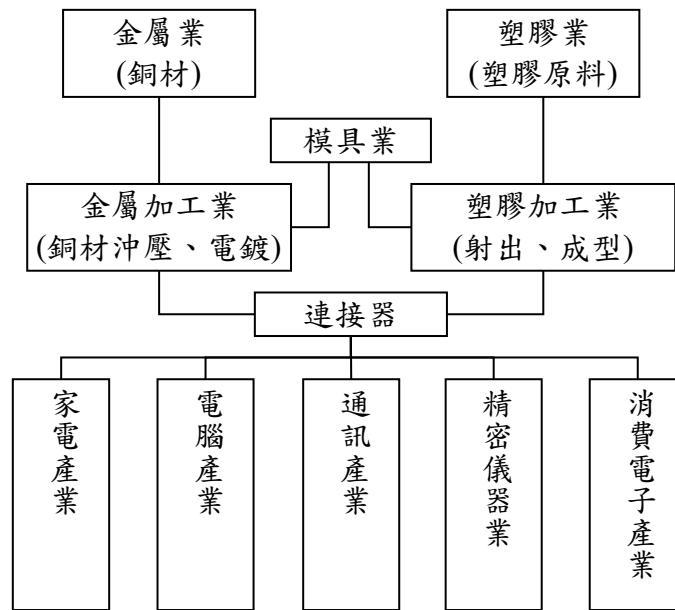 金屬業
(銅材)
塑膠業
(塑膠原料)
模具業
金屬加工業
(銅材沖壓、電鍍)
塑膠加工業
(射出、成型)
連接器
家電產業
電腦產業
通訊產業
精密儀器業
消費電子產業